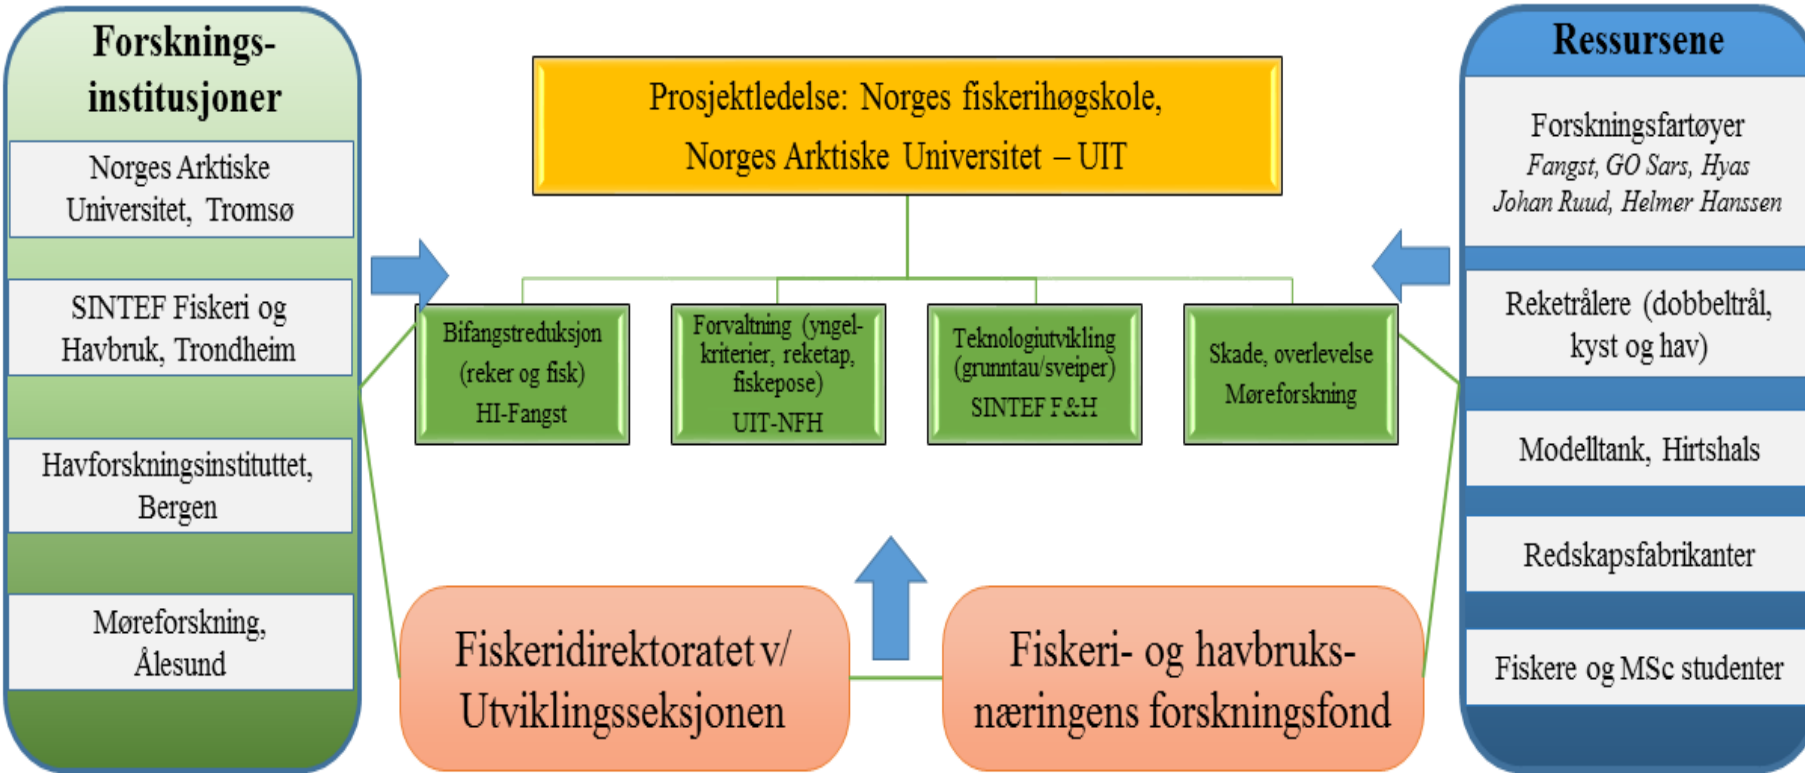 Forsknings-
institusjoner
Norges Arktiske
Universitet, Tromsø
SINTEF Fiskeri og
Havbruk, Trondheim
Havforskningsinstituttet,
Bergen
Møreforskning,
Ålesund
Prosjektledelse: Norges fiskerihøgskole,
Norges Arktiske Universitet – UIT
Bifangstreduksjon
(reker og fisk)
HI-Fangst
Forvaltning (yngel-
kriterier, reketap,
fiskepose)
UIT-NFH
Teknologiutvikling
(grunntau/sveiper)
SINTEF F&H
Skade, overlevelse
Møreforskning
Fiskeridirektoratet v/
Utviklingsseksjonen
Fiskeri- og havbruks-
næringens forskningsfond
Ressursene
Forskningsfartøyer
Fangst, GO Sars, Hyas
Johan Ruud, Helmer Hanssen
Reketrålere (dobbeltrål,
kyst og hav)
Modelltank, Hirtshals
Redskapsfabrikanter
Fiskere og MSc studenter